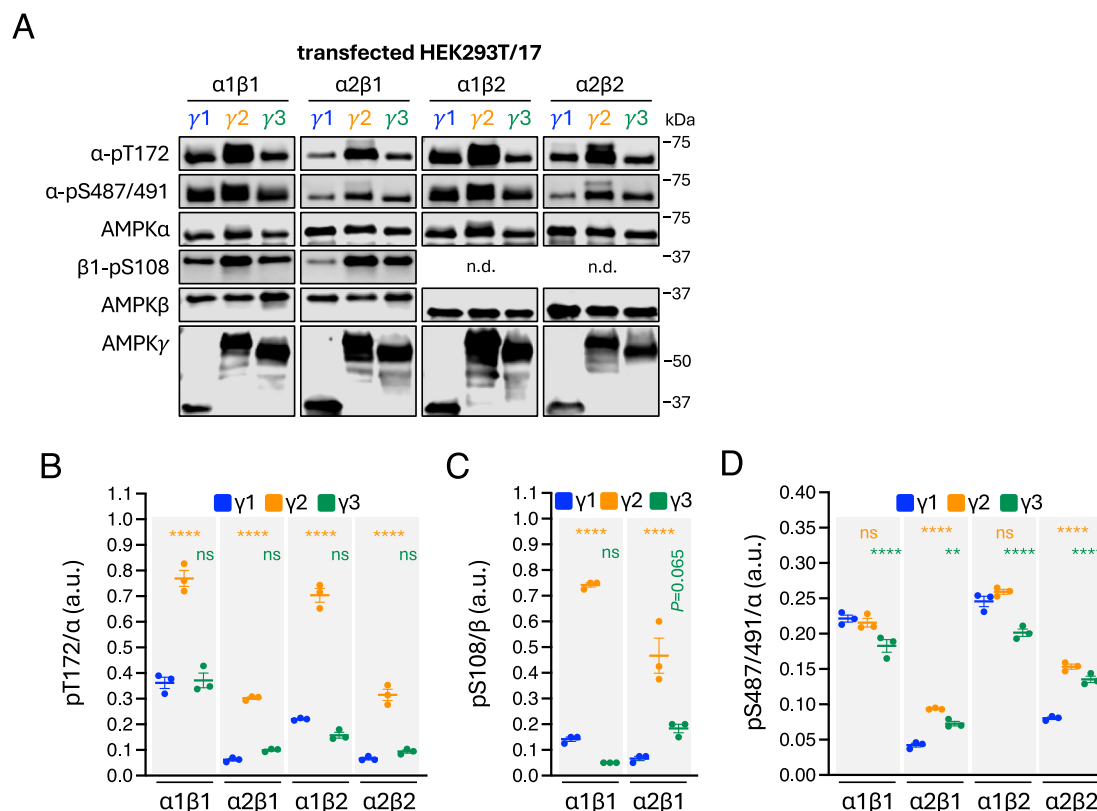 A
transfected HEK293T/17
α1β1 α2β1 α1β2 α2β2
γ1 γ2 γ3 γ1 γ2 γ3 γ1 γ2 γ3 γ1 γ2 γ3 kDa
α-pT172 −75
α-pS487/491 −75
AMPKα −75
β1-pS108 n.d. n.d. −37
AMPKβ −37
AMPKγ −50
−37
B
γ1 γ2 γ3
pT172/α (a.u.)
1.1
1.0
0.9
0.8
0.7
0.6
0.5
0.4
0.3
0.2
0.1
0.0
**** **** **** ****
ns ns ns ns
α1β1 α2β1 α1β2 α2β2
C
γ1 γ2 γ3
pS108/β (a.u.)
1.1
1.0
0.9
0.8
0.7
0.6
0.5
0.4
0.3
0.2
0.1
0.0
**** ****
ns P=0.065
α1β1 α2β1
D
γ1 γ2 γ3
pS487/491/α (a.u.)
0.40
0.35
0.30
0.25
0.20
0.15
0.10
0.05
0.00
ns **** ns ****
**** ** **** ****
α1β1 α2β1 α1β2 α2β2